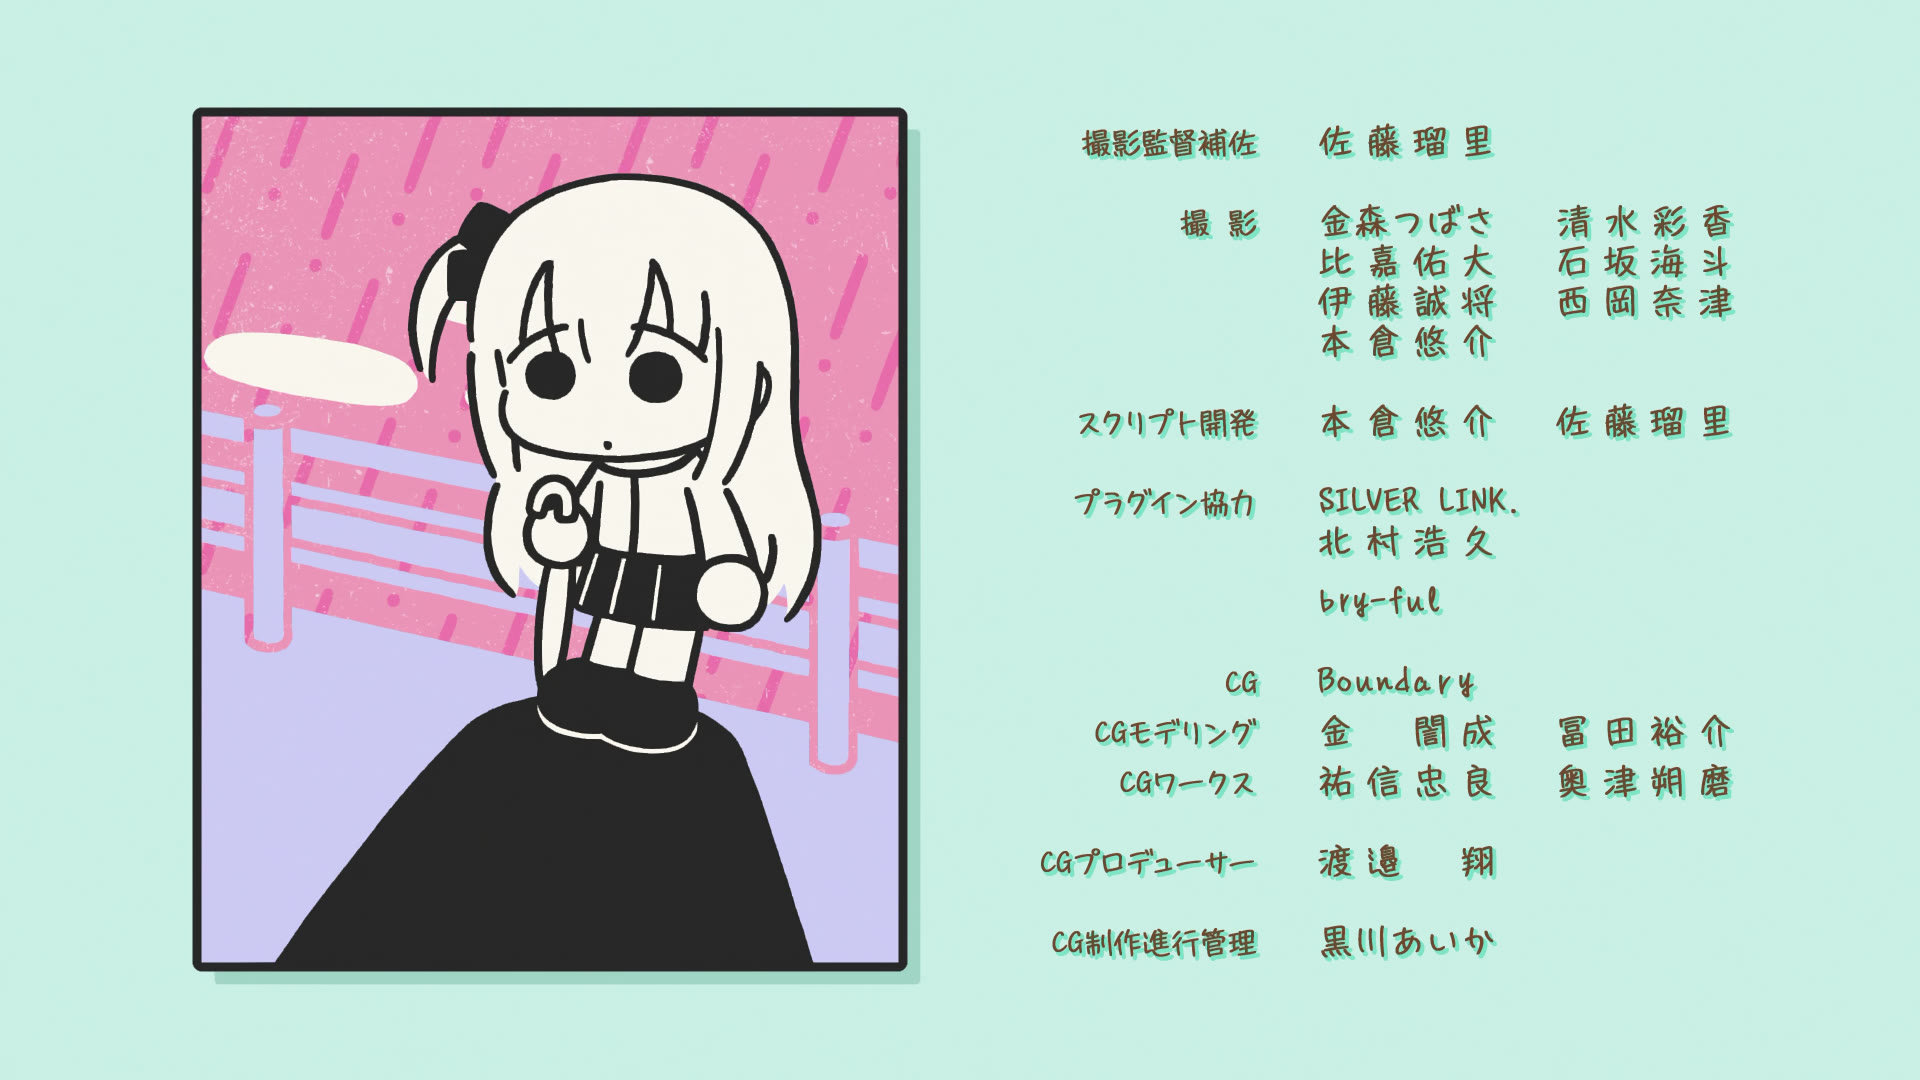 撮影監督補佐 佐藤瑠里
撮影 金森つばさ 清水彩香
比嘉佑大 石坂海斗
伊藤誠将 西岡奈津
本倉悠介
スクリプト開発 本倉悠介 佐藤瑠里
プラグイン協力 SILVER LINK.
北村浩久
bry-ful
CG Boundary
CGモデリング 金 誾成 冨田裕介
CGワークス 祐信忠良 奥津朔磨
CGプロデューサー 渡邉 翔
CG制作進行管理 黒川あいか